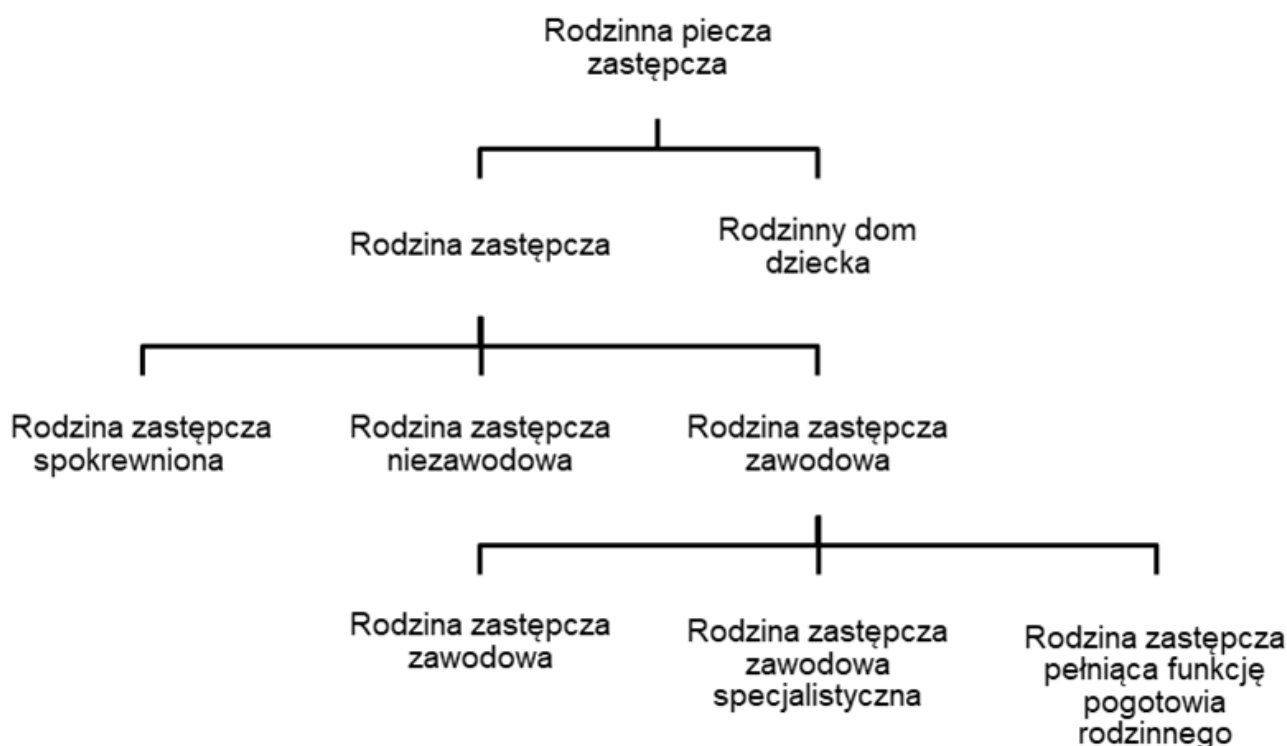 Rodzinna piecza
zastępcza
Rodzina zastępcza
Rodzinny dom
dziecka
Rodzina zastępcza
spokrewniona
Rodzina zastępcza
niezawodowa
Rodzina zastępcza
zawodowa
Rodzina zastępcza
zawodowa
Rodzina zastępcza
zawodowa
specjalistyczna
Rodzina zastępcza
pełniąca funkcję
pogotowia
rodzinnego